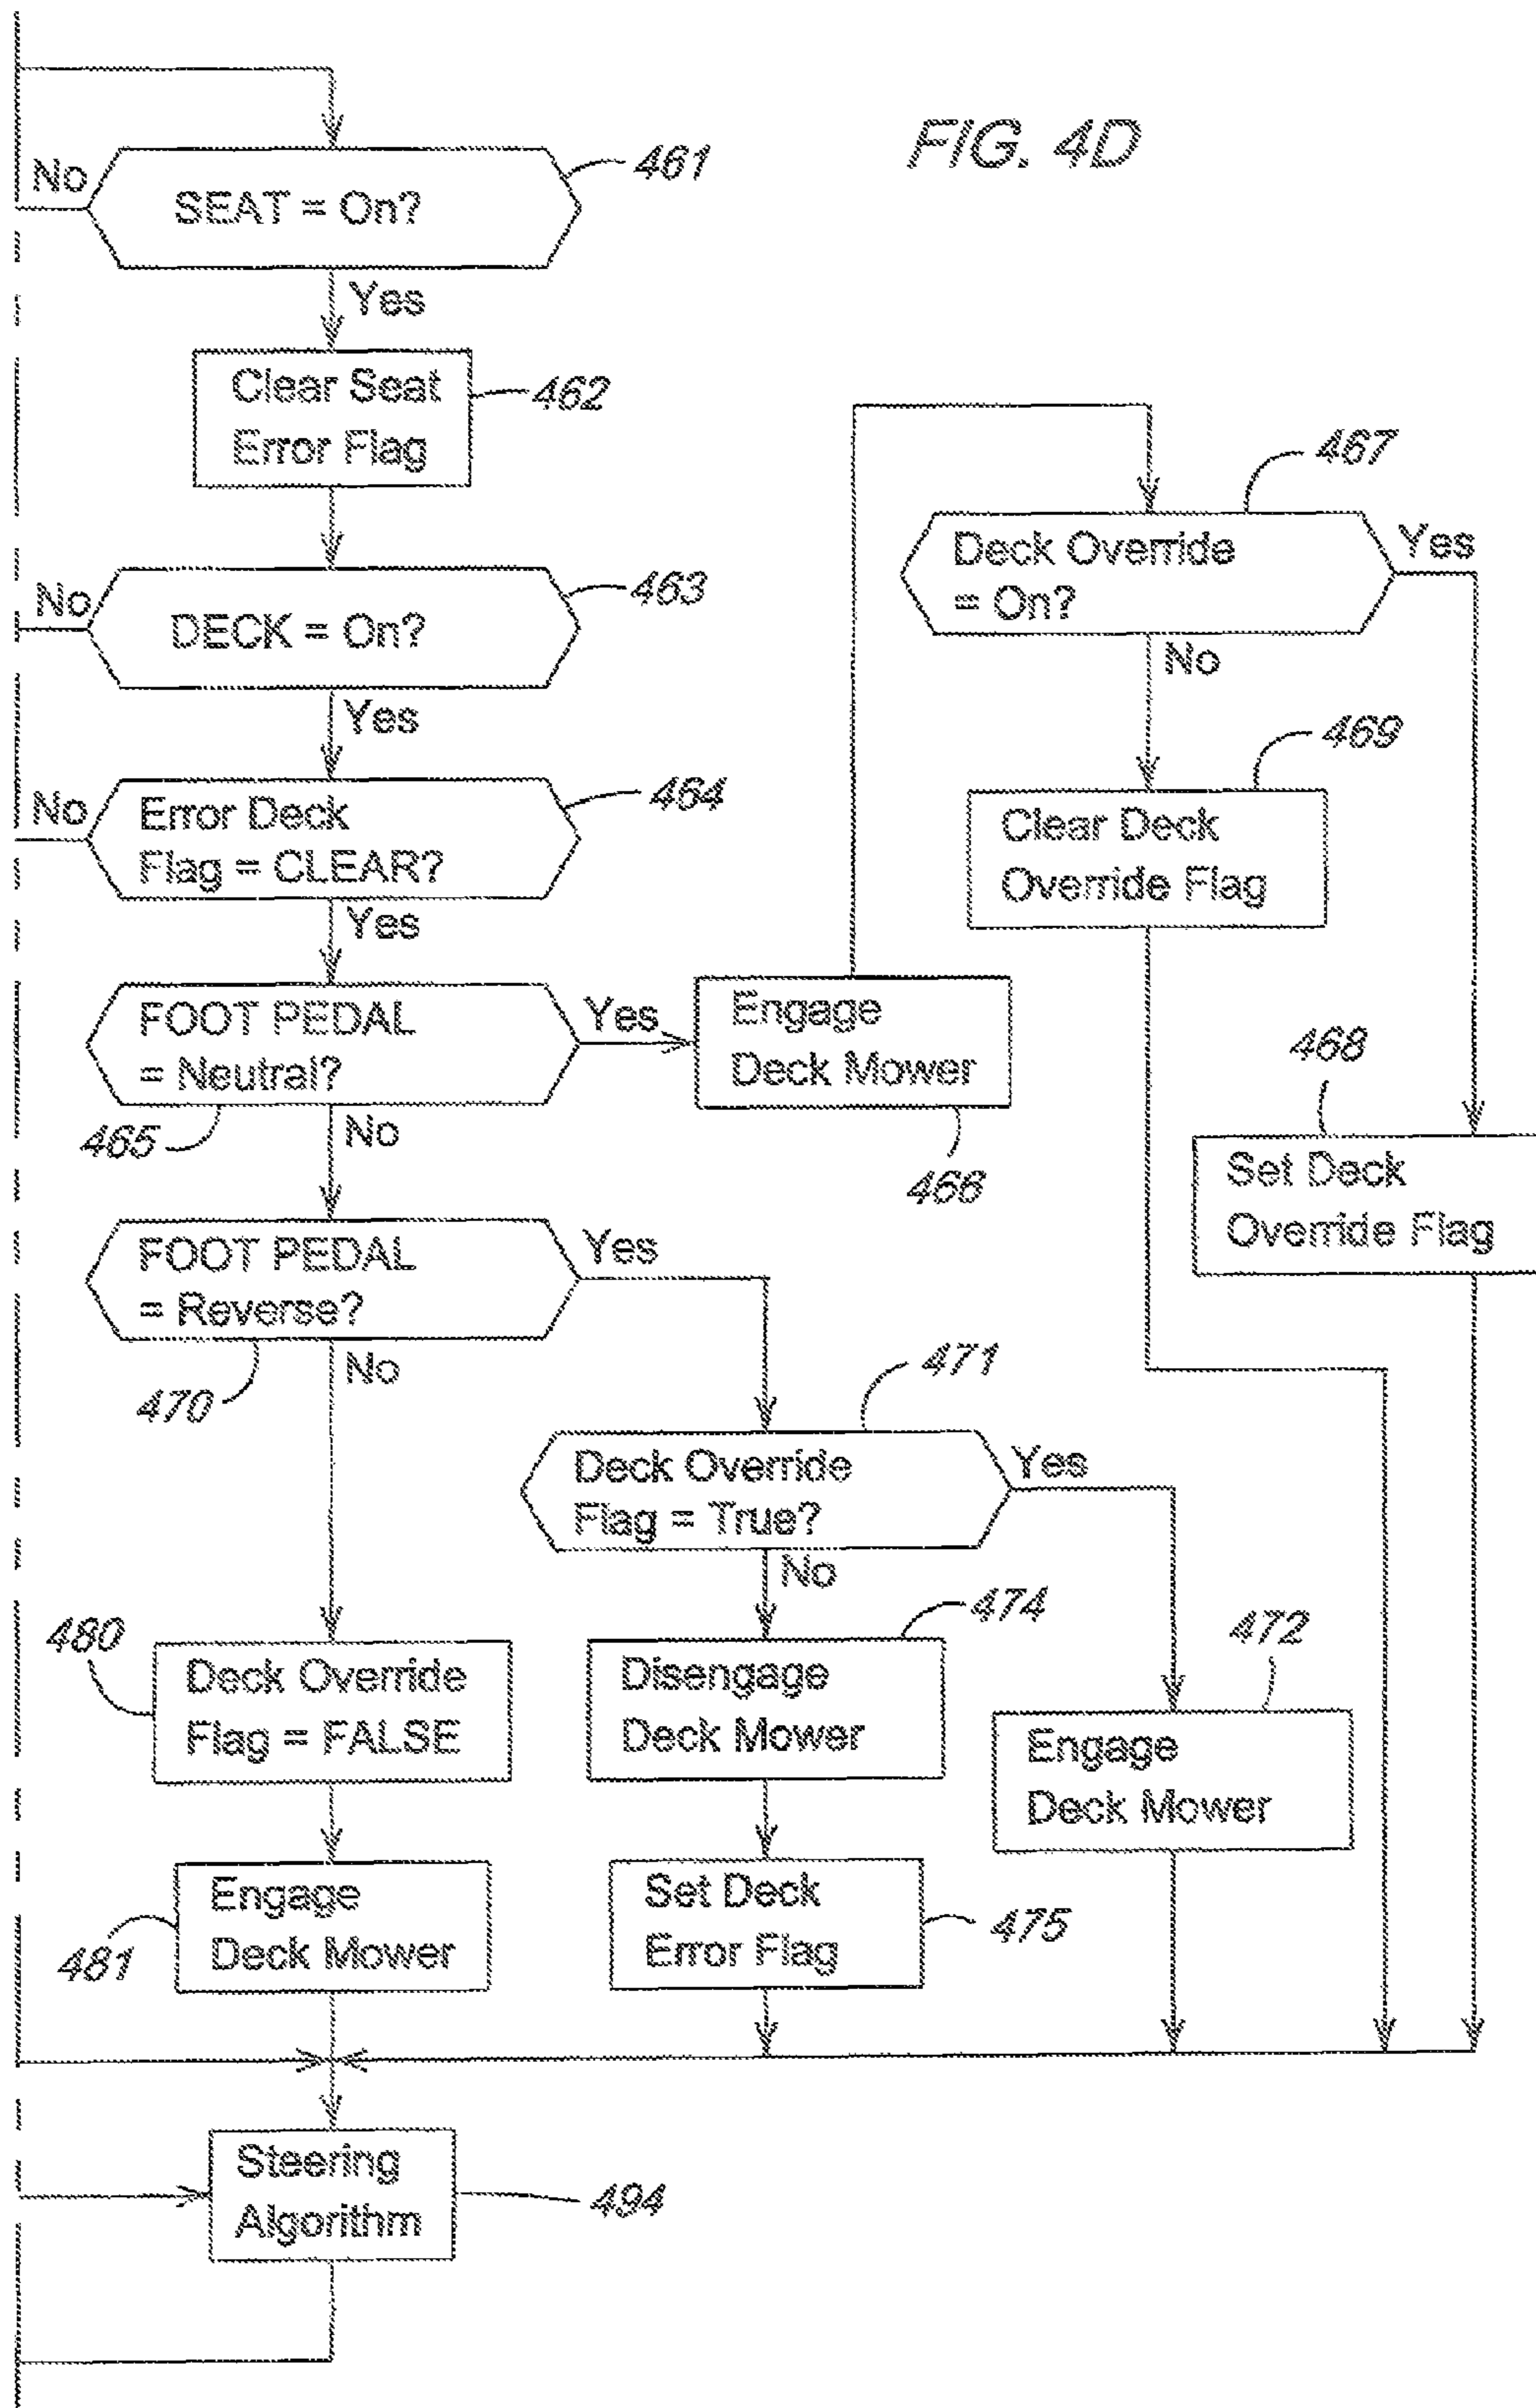 FIG. 4D
461
No
SEAT = On?
Yes
Clear Seat
Error Flag
462
467
Deck Override
= On?
Yes
No
463
No
DECK = On?
Yes
469
Clear Deck
Override Flag
464
No
Error Deck
Flag = CLEAR?
Yes
FOOT PEDAL
= Neutral?
Yes
465
No
Engage
Deck Mower
466
468
Set Deck
Override Flag
FOOT PEDAL
= Reverse?
Yes
470
No
471
Deck Override
Flag = True?
Yes
No
480
Deck Override
Flag = FALSE
474
Disengage
Deck Mower
472
Engage
Deck Mower
Engage
Deck Mower
481
Set Deck
Error Flag
475
Steering
Algorithm
494